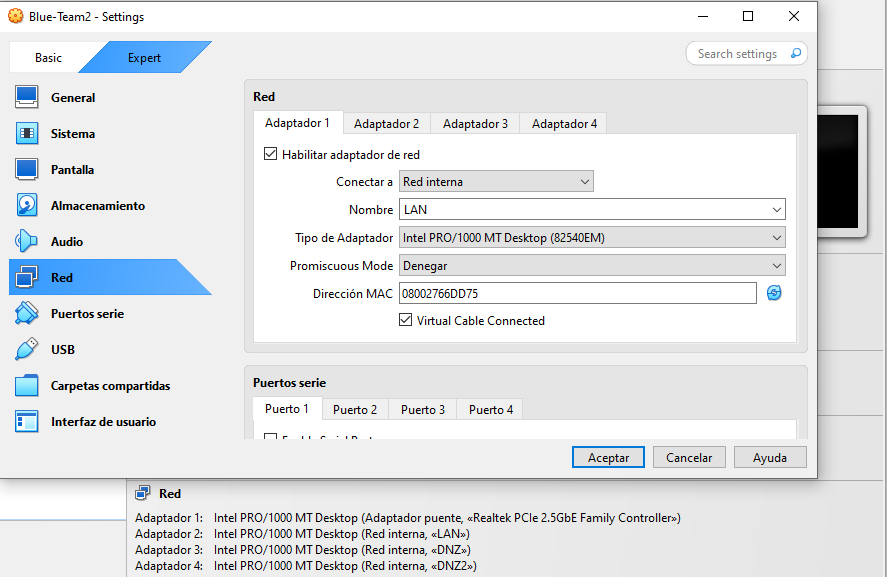 Blue-Team2 - Settings
Basic
Expert
Search settings
General
Sistema
Pantalla
Almacenamiento
Audio
Red
Puertos serie
USB
Carpetas compartidas
Interfaz de usuario
Red
Adaptador 1
Adaptador 2
Adaptador 3
Adaptador 4
Habilitar adaptador de red
Conectar a Red interna
Nombre LAN
Tipo de Adaptador Intel PRO/1000 MT Desktop (82540EM)
Promiscuous Mode Denegar
Dirección MAC 08002766DD75
Virtual Cable Connected
Puertos serie
Puerto 1
Puerto 2
Puerto 3
Puerto 4
Aceptar
Cancelar
Ayuda
Red
Adaptador 1: Intel PRO/1000 MT Desktop (Adaptador puente, «Realtek PCIe 2.5GbE Family Controller»)
Adaptador 2: Intel PRO/1000 MT Desktop (Red interna, «LAN»)
Adaptador 3: Intel PRO/1000 MT Desktop (Red interna, «DNZ»)
Adaptador 4: Intel PRO/1000 MT Desktop (Red interna, «DNZ2»)